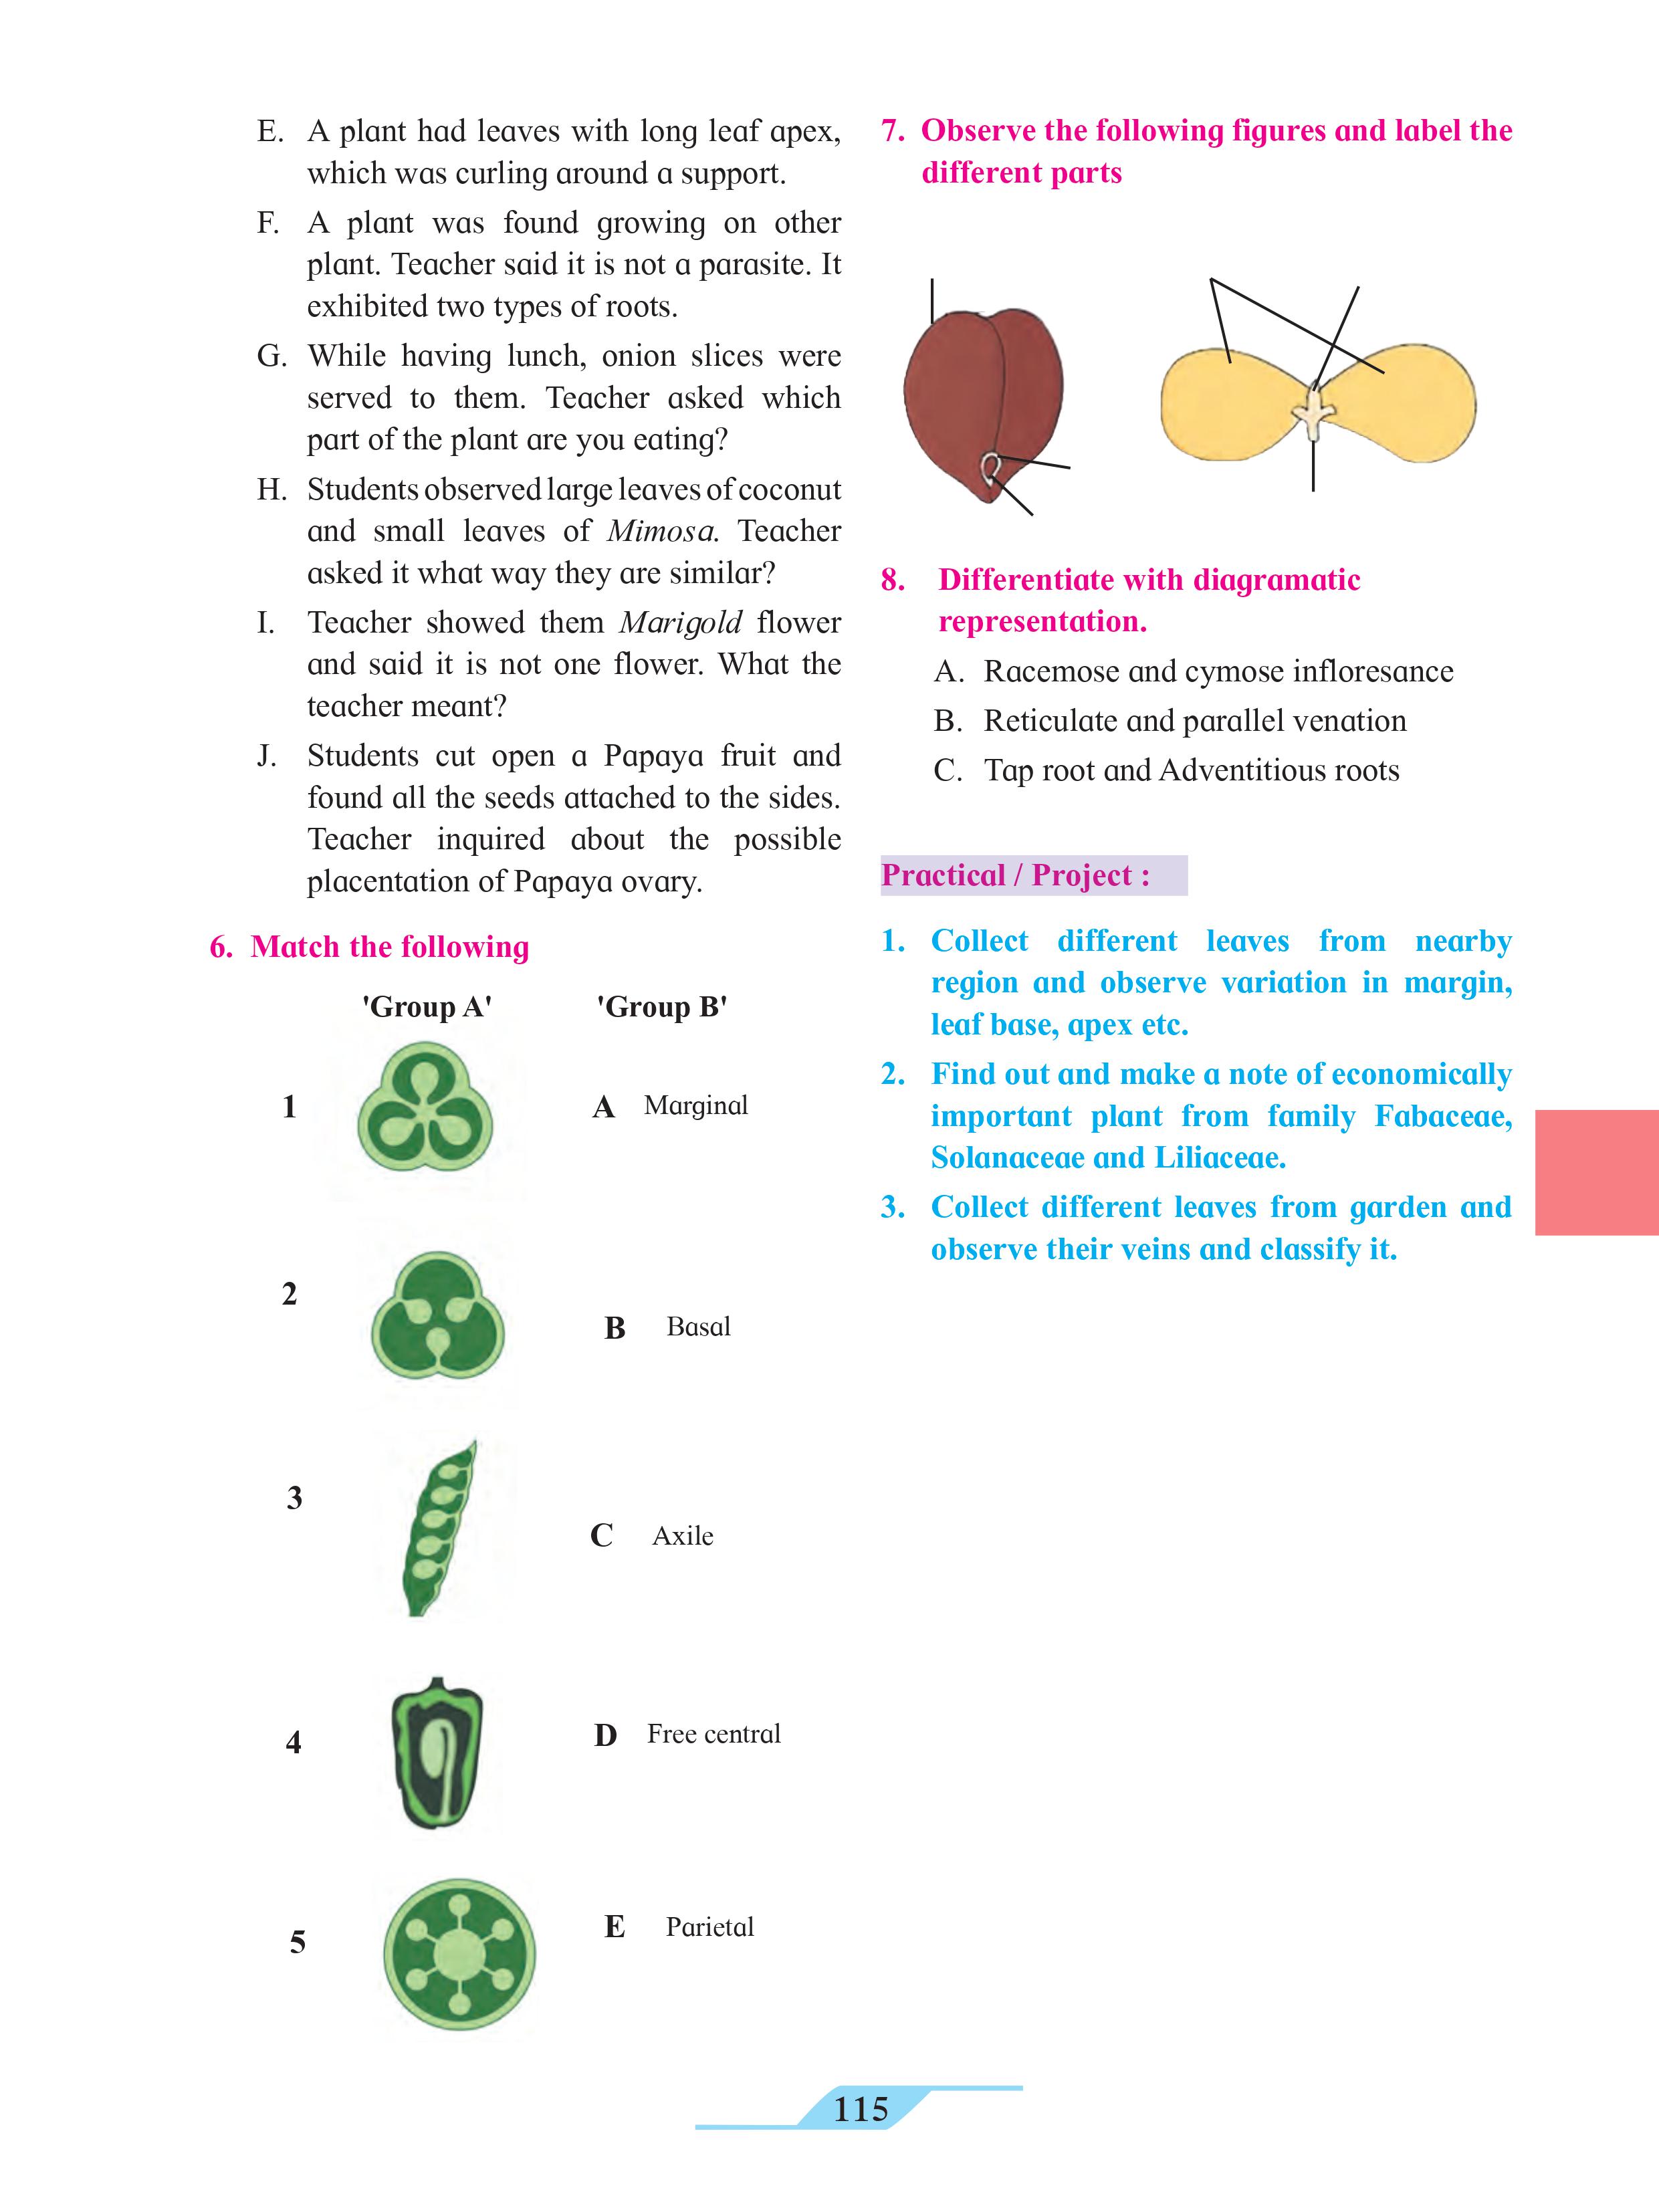 E. A plant had leaves with long leaf apex,
which was curling around a support.
F. A plant was found growing on other
plant. Teacher said it is not a parasite. It
exhibited two types of roots.
G. While having lunch, onion slices were
served to them. Teacher asked which
part of the plant are you eating?
H. Students observed large leaves of coconut
and small leaves of Mimosa. Teacher
asked it what way they are similar?
I. Teacher showed them Marigold flower
and said it is not one flower. What the
teacher meant?
J. Students cut open a Papaya fruit and
found all the seeds attached to the sides.
Teacher inquired about the possible
placentation of Papaya ovary.
6. Match the following
'Group A' 'Group B'
1 A Marginal
2 B Basal
3 C Axile
4 D Free central
5 E Parietal
7. Observe the following figures and label the
different parts
8. Differentiate with diagramatic
representation.
A. Racemose and cymose infloresance
B. Reticulate and parallel venation
C. Tap root and Adventitious roots
Practical / Project :
1. Collect different leaves from nearby
region and observe variation in margin,
leaf base, apex etc.
2. Find out and make a note of economically
important plant from family Fabaceae,
Solanaceae and Liliaceae.
3. Collect different leaves from garden and
observe their veins and classify it.
115